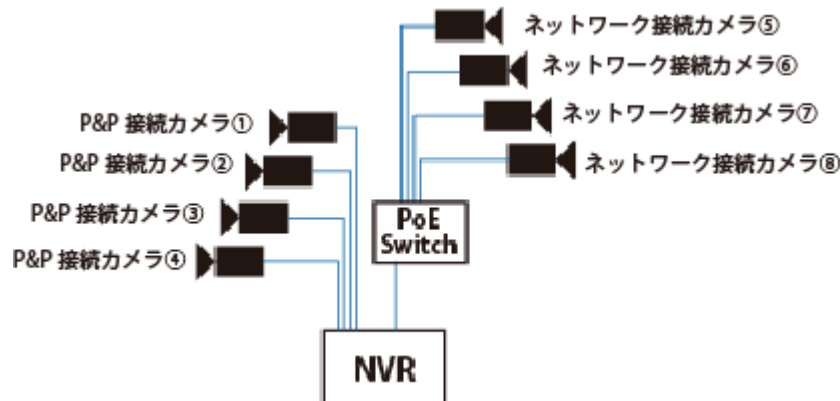 ネットワーク接続カメラ⑤
ネットワーク接続カメラ⑥
ネットワーク接続カメラ⑦
ネットワーク接続カメラ⑧
P&P 接続カメラ①
P&P 接続カメラ②
P&P 接続カメラ③
P&P 接続カメラ④
PoE
Switch
NVR